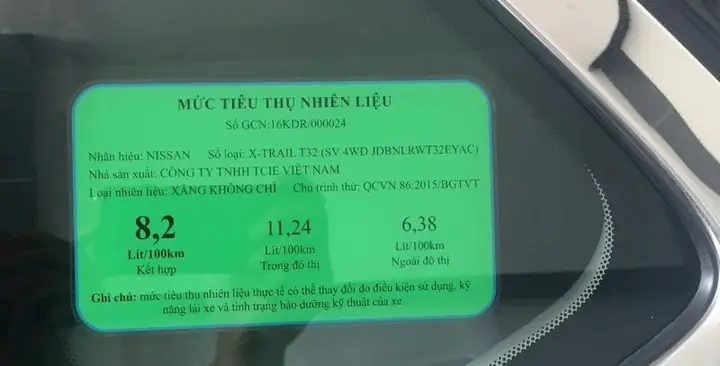 MỨC TIÊU THỤ NHIÊN LIỆU
Số GCN:16KDR/000024
Nhãn hiệu: NISSAN Số loại: X-TRAIL T32 (SV 4WD JDBNLRWT32EYAC)
Nhà sản xuất: CÔNG TY TNHH TCIE VIỆT NAM
Loại nhiên liệu: XĂNG KHÔNG CHÌ Chu trình thử: QCVN 86:2015/BGTVT
8,2 11,24 6,38
Lít/100km Lít/100km Lít/100km
Kết hợp Trong đô thị Ngoài đô thị
Ghi chú: mức tiêu thụ nhiên liệu thực tế có thể thay đổi do điều kiện sử dụng, kỹ
năng lái xe và tình trạng bảo dưỡng kỹ thuật của xe.